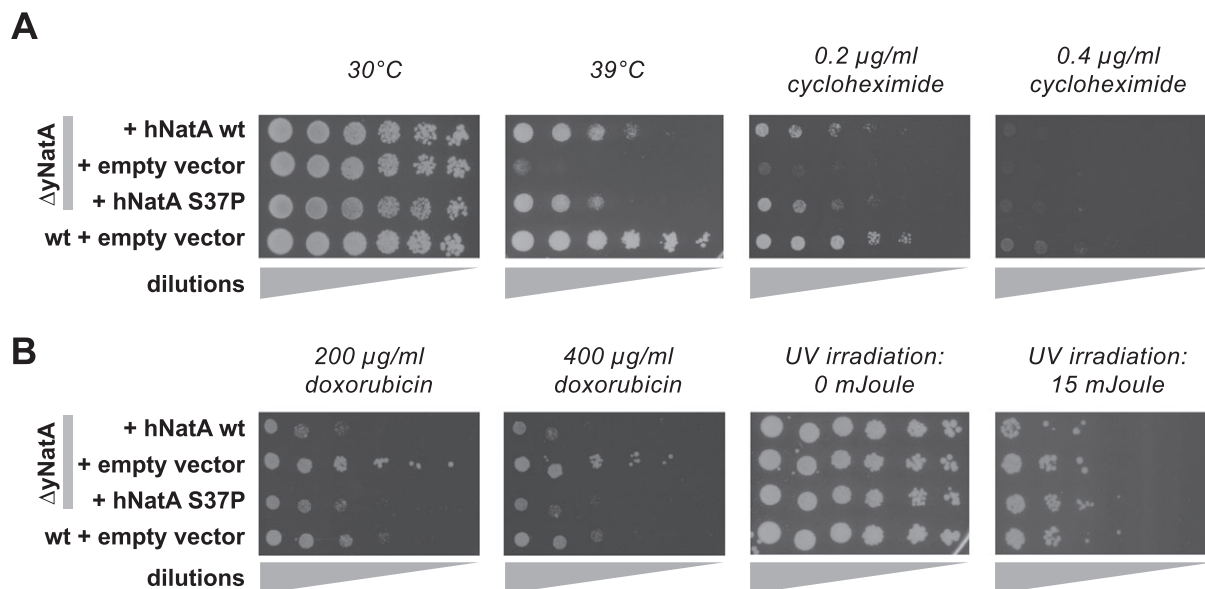 A
30°C
39°C
0.2 µg/ml
cycloheximide
0.4 µg/ml
cycloheximide
ΔyNatA
+ hNatA wt
+ empty vector
+ hNatA S37P
wt + empty vector
dilutions
B
200 µg/ml
doxorubicin
400 µg/ml
doxorubicin
UV irradiation:
0 mJoule
UV irradiation:
15 mJoule
ΔyNatA
+ hNatA wt
+ empty vector
+ hNatA S37P
wt + empty vector
dilutions